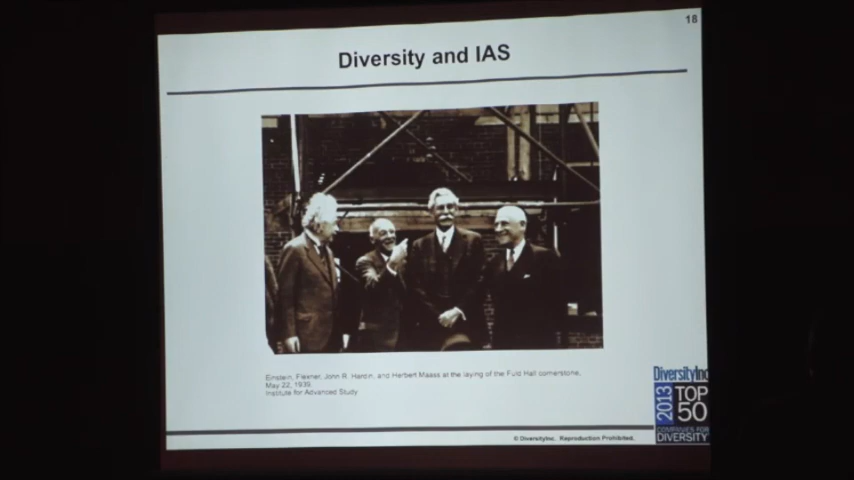 18
Diversity and IAS
Einstein, Flexner, John R. Hardin, and Herbert Maass at the laying of the Fuld Hall cornerstone,
May 22, 1939.
Institute for Advanced Study
DiversityInc
2013
TOP
50
COMPANIES FOR
DIVERSITY
© DiversityInc. Reproduction Prohibited.